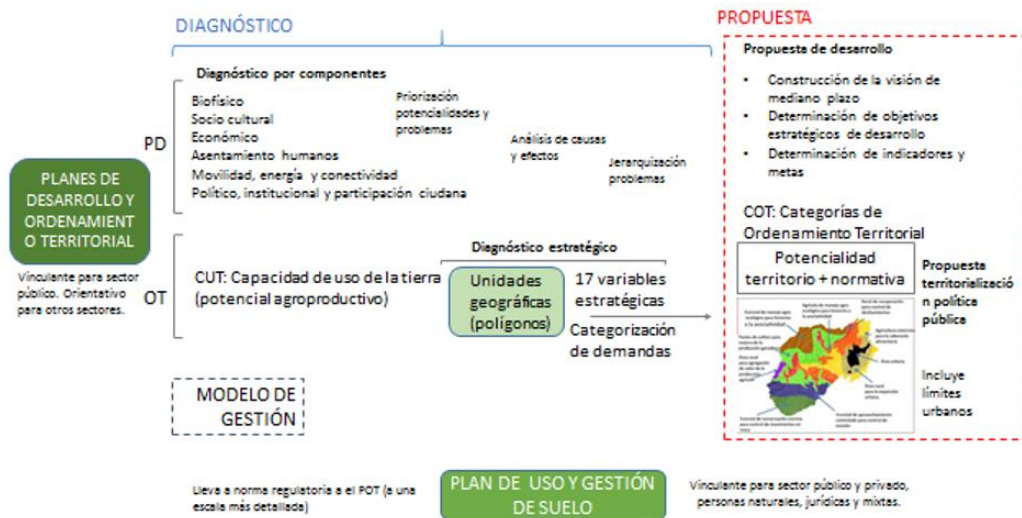 DIAGNÓSTICO
PROPUESTA
Diagnóstico por componentes
Biofísico
Socio cultural
Económico
Asentamiento humanos
Movilidad, energía y conectividad
Político, institucional y participación ciudana
Priorización
potencialidades y
problemas
Análisis de causas
y efectos
Jerarquización
problemas
PD
PLANES DE
DESARROLLO Y
ORDENAMIENT
O TERRITORIAL
Vinculante para sector
público. Orientativo
para otros sectores.
OT
CUT: Capacidad de uso de la tierra
(potencial agroproductivo)
Diagnóstico estratégico
Unidades
geográficas
(polígonos)
17 variables
estratégicas
Categorización
de demandas
MODELO DE
GESTIÓN
Propuesta de desarrollo
• Construcción de la visión de
mediano plazo
• Determinación de objetivos
estratégicos de desarrollo
• Determinación de indicadores y
metas
COT: Categorías de
Ordenamiento Territorial
Potencialidad
territorio + normativa
Propuesta
territorializació
n política
pública
Incluye
límites
urbanos
Lleva a norma regulatoria a el POT (a una
escala más detallada)
PLAN DE USO Y GESTIÓN
DE SUELO
Vinculante para sector público y privado,
personas naturales, jurídicas y mixtas.